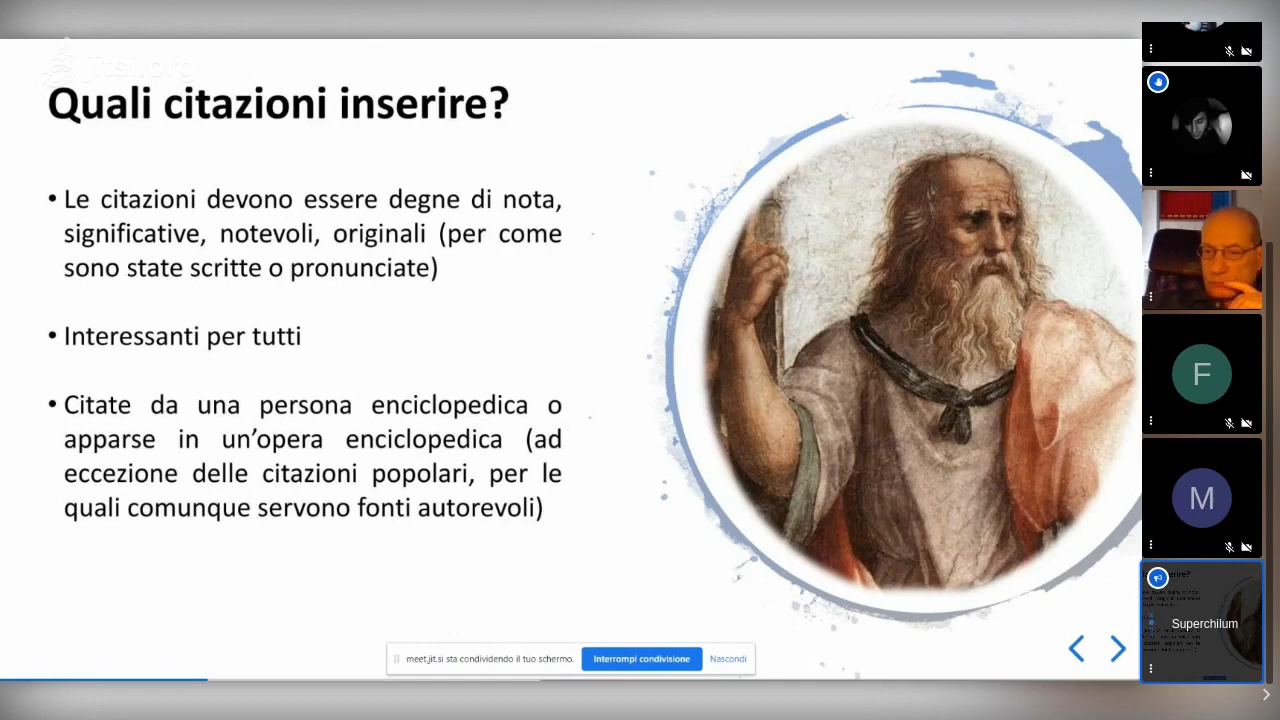 jitsi.org
Quali citazioni inserire?
• Le citazioni devono essere degne di nota,
significative, notevoli, originali (per come
sono state scritte o pronunciate)
• Interessanti per tutti
• Citate da una persona enciclopedica o
apparse in un’opera enciclopedica (ad
eccezione delle citazioni popolari, per le
quali comunque servono fonti autorevoli)
meet.jit.si sta condividendo il tuo schermo.
Interrompi condivisione
Nascondi
F
M
Superchilum